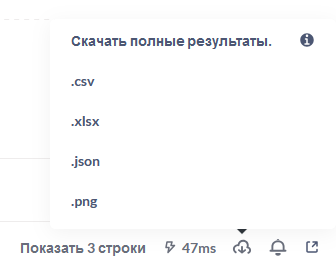 Скачать полные результаты.
.csv
.xlsx
.json
.png
Показать 3 строки 47ms